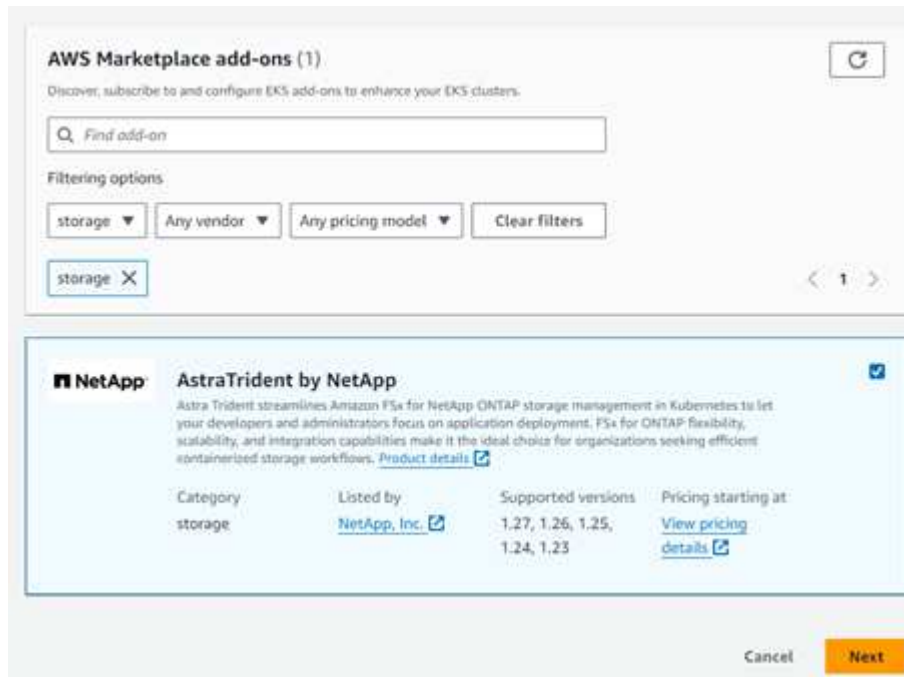 AWS Marketplace add-ons (1)
Discover, subscribe to and configure EKS add-ons to enhance your EKS clusters.
Find add-on
Filtering options
storage Any vendor Any pricing model Clear filters
storage 1
NetApp AstraTrident by NetApp
Astra Trident streamlines Amazon FSx for NetApp ONTAP storage management in Kubernetes to let
your developers and administrators focus on application deployment. FSx for ONTAP flexibility,
scalability, and integration capabilities make it the ideal choice for organizations seeking efficient
containerized storage workflows. Product details
Category Listed by Supported versions Pricing starting at
storage NetApp, Inc. 1.27, 1.26, 1.25, View pricing
1.24, 1.23 details
Cancel Next